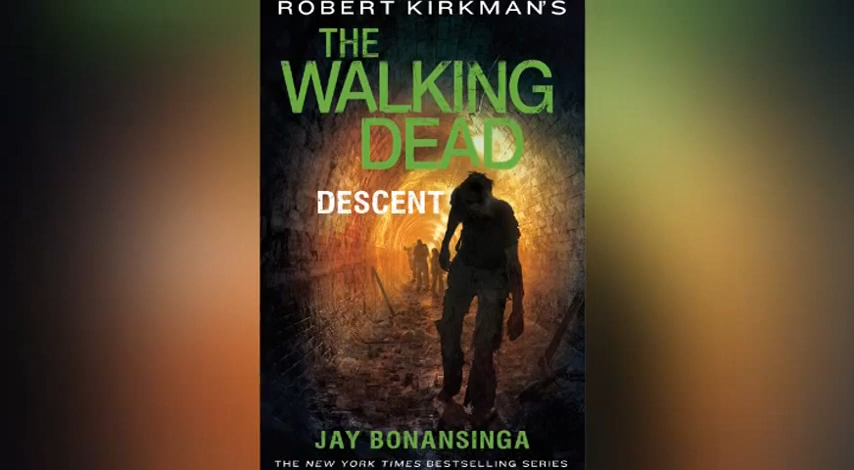 ROBERT KIRKMAN'S
THE
WALKING
DEAD
DESCENT
JAY BONANSINGA
THE NEW YORK TIMES BESTSELLING SERIES